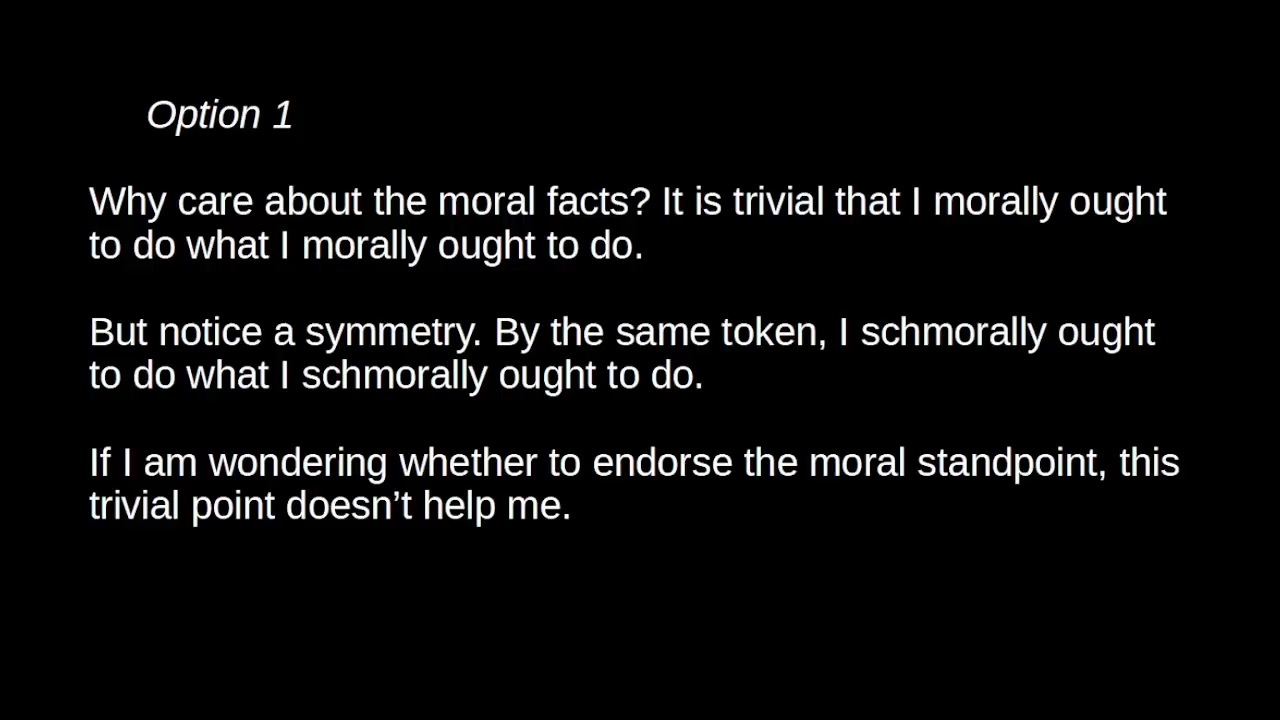 Option 1
Why care about the moral facts? It is trivial that I morally ought
to do what I morally ought to do.
But notice a symmetry. By the same token, I schmorally ought
to do what I schmorally ought to do.
If I am wondering whether to endorse the moral standpoint, this
trivial point doesn’t help me.